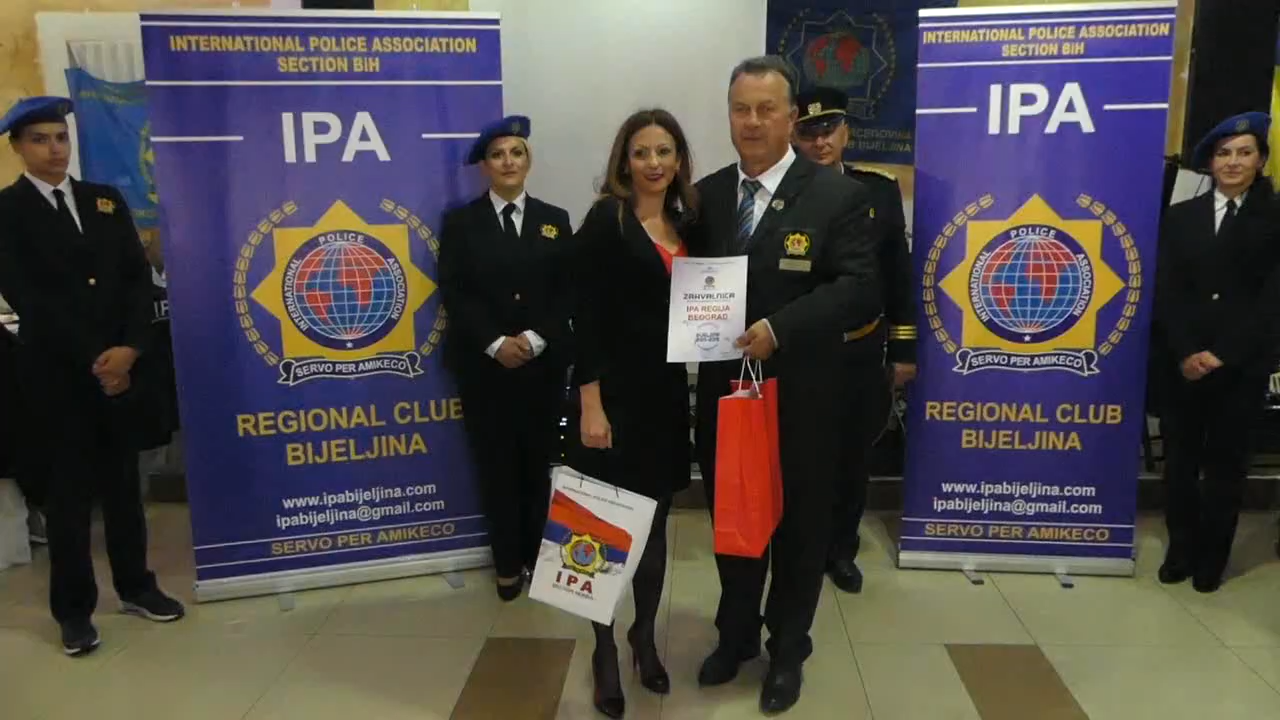 INTERNATIONAL POLICE ASSOCIATION
SECTION BiH
IPA
INTERNATIONAL POLICE ASSOCIATION
SERVO PER AMIKECO
REGIONAL CLUB
BIJELJINA
www.ipabijeljina.com
ipabijeljina@gmail.com
SERVO PER AMIKECO
ZAHVALNICA
IPA REGIJA
BEOGRAD
IPA
B BIJELJINA
INTERNATIONAL POLICE ASSOCIATION
SECTION BiH
IPA
INTERNATIONAL POLICE ASSOCIATION
SERVO PER AMIKECO
REGIONAL CLUB
BIJELJINA
www.ipabijeljina.com
ipabijeljina@gmail.com
SERVO PER AMIKECO